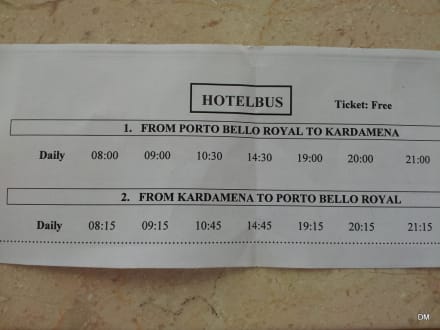 HOTELBUS
Ticket: Free
1. FROM PORTO BELLO ROYAL TO KARDAMENA
Daily 08:00 09:00 10:30 14:30 19:00 20:00 21:00
2. FROM KARDAMENA TO PORTO BELLO ROYAL
Daily 08:15 09:15 10:45 14:45 19:15 20:15 21:15
DM